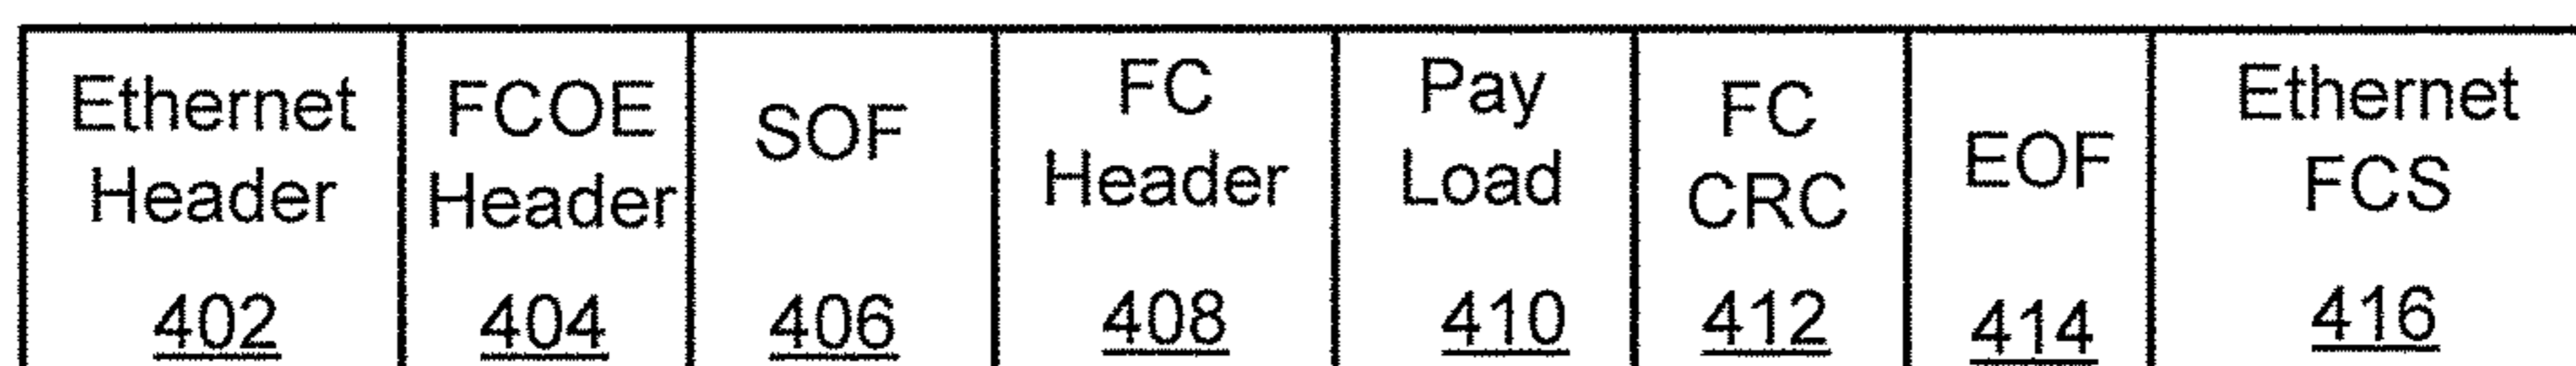 Ethernet
Header
402
FCOE
Header
404
SOF
406
FC
Header
408
Pay
Load
410
FC
CRC
412
EOF
414
Ethernet
FCS
416